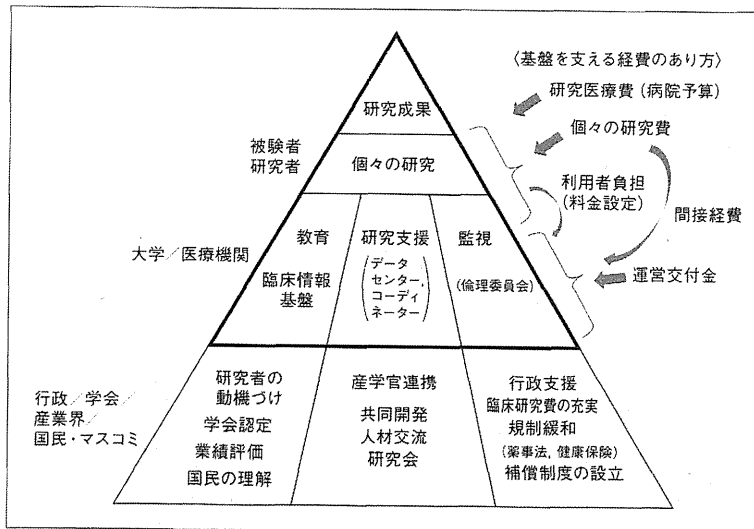 〈基盤を支える経費のあり方〉
研究医療費(病院予算)
個々の研究費
利用者負担
(料金設定)
間接経費
運営交付金
研究成果
被験者
研究者
個々の研究
大学/医療機関
教育
臨床情報
基盤
研究支援
(データ
センター,
コーディ
ネーター)
監視
(倫理委員会)
行政/学会/
産業界/
国民・マスコミ
研究者の
動機づけ
学会認定
業績評価
国民の理解
産学官連携
共同開発
人材交流
研究会
行政支援
臨床研究費の充実
規制緩和
(薬事法, 健康保険)
補償制度の設立